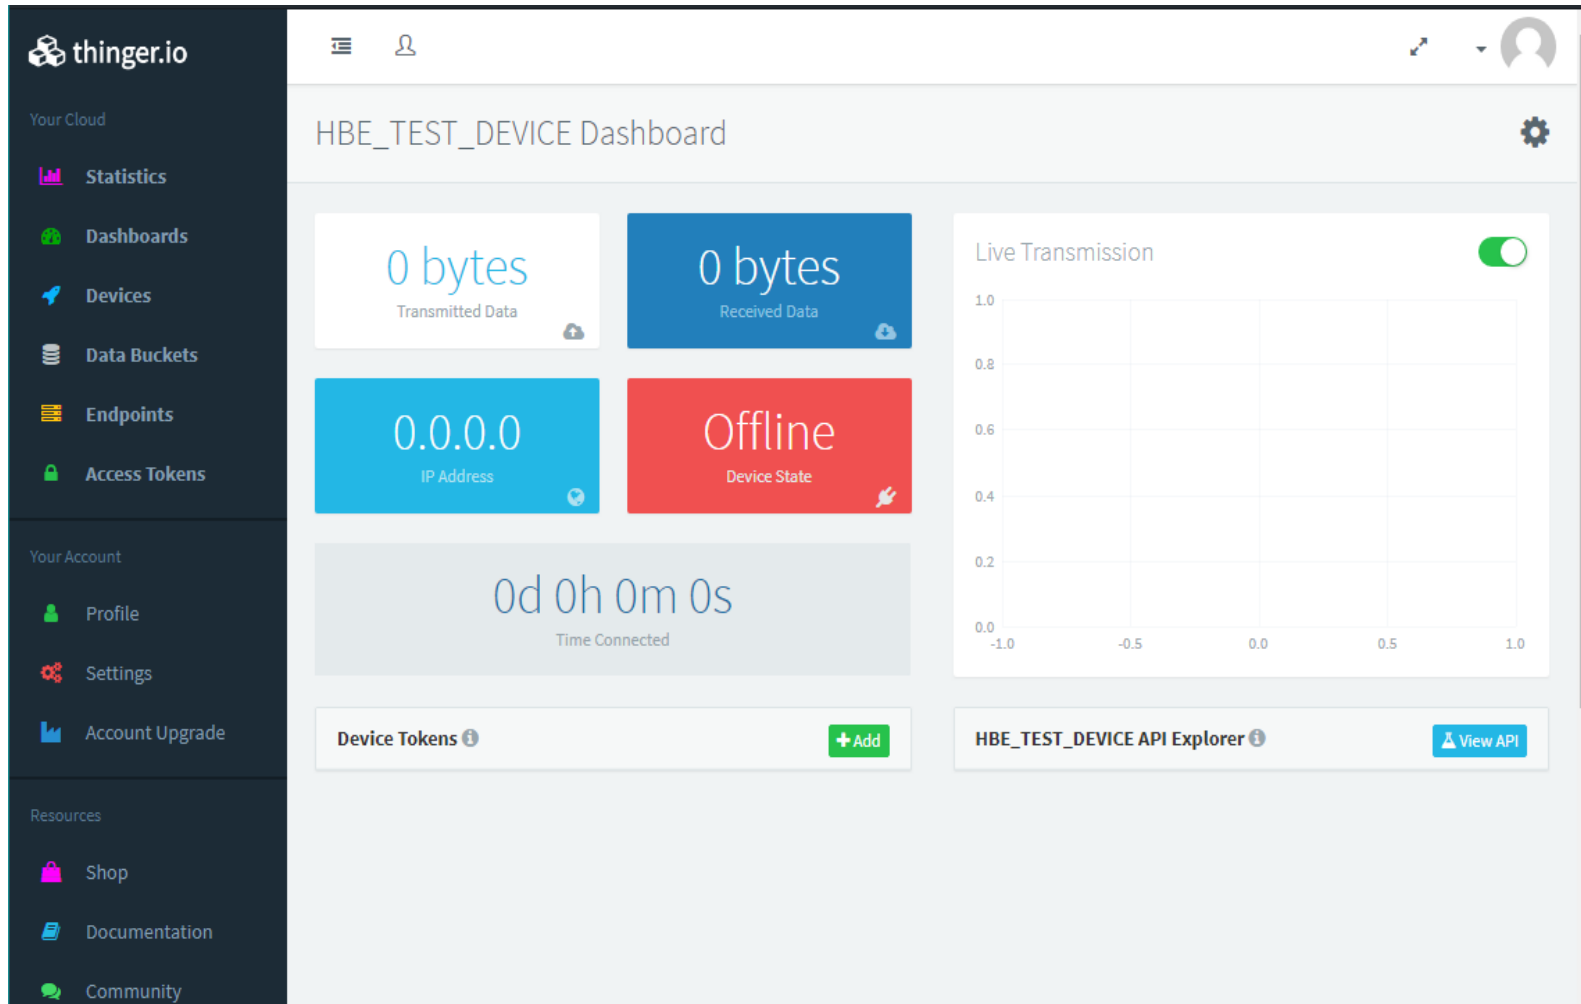 thinger.io
Your Cloud
Statistics
Dashboards
Devices
Data Buckets
Endpoints
Access Tokens
Your Account
Profile
Settings
Account Upgrade
Resources
Shop
Documentation
Community
HBE_TEST_DEVICE Dashboard
0 bytes
Transmitted Data
0 bytes
Received Data
0.0.0.0
IP Address
Offline
Device State
0d 0h 0m 0s
Time Connected
Live Transmission
1.0
0.8
0.6
0.4
0.2
0.0
-1.0 -0.5 0.0 0.5 1.0
Device Tokens
Add
HBE_TEST_DEVICE API Explorer
View API